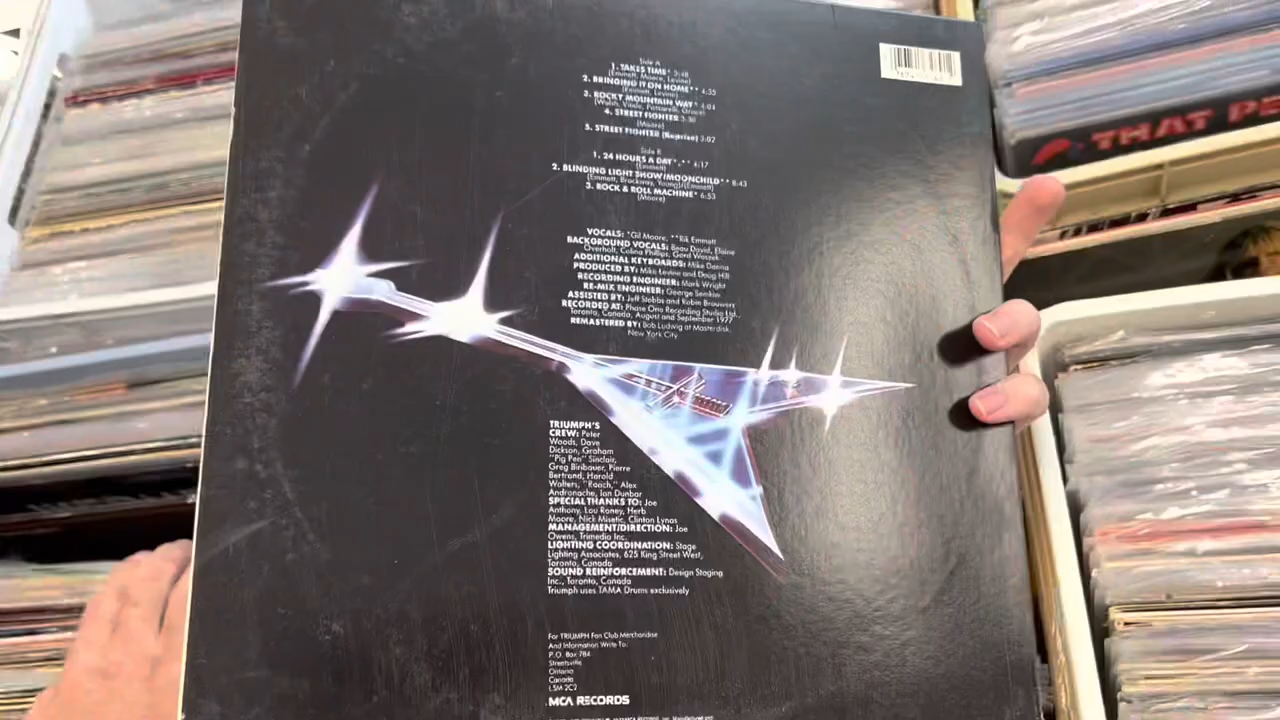 Side A
1. TAKES TIME* 3:48
(Emmett, Moore, Levine)
2. BRINGING IT ON HOME** 4:35
(Emmett, Levine)
3. ROCKY MOUNTAIN WAY* 4:04
(Walsh, Vitale, Passarelli, Grace)
4. STREET FIGHTER 3:30
(Moore)
5. STREET FIGHTER (Reprise) 3:02
Side B
1. 24 HOURS A DAY*,** 4:17
(Emmett)
2. BLINDING LIGHT SHOW/MOONCHILD** 8:43
(Emmett, Brockway, Young)/(Emmett)
3. ROCK & ROLL MACHINE* 6:53
(Moore)
VOCALS: *Gil Moore, **Rik Emmett
BACKGROUND VOCALS: Beau David, Elaine
Overholt, Colina Phillips, Gord Waszek
ADDITIONAL KEYBOARDS: Mike Danna
PRODUCED BY: Mike Levine and Doug Hill
RECORDING ENGINEER: Mark Wright
RE-MIX ENGINEER: George Semkiw
ASSISTED BY: Jeff Stobbs and Robin Brouwers
RECORDED AT: Phase One Recording Studio Ltd.,
Toronto, Canada, August and September 1977
REMASTERED BY: Bob Ludwig at Masterdisk,
New York City
TRIUMPH'S
CREW: Peter
Woods, Dave
Dickson, Graham
"Pig Pen" Sinclair,
Greg Biribauer, Pierre
Bertrand, Harold
Walters, "Roach," Alex
Andronache, Ian Dunbar
SPECIAL THANKS TO: Joe
Anthony, Lou Roney, Herb
Moore, Nick Misetic, Clinton Lynas
MANAGEMENT/DIRECTION: Joe
Owens, Trimedia Inc.
LIGHTING COORDINATION: Stage
Lighting Associates, 625 King Street West,
Toronto, Canada
SOUND REINFORCEMENT: Design Staging
Inc., Toronto, Canada
Triumph uses TAMA Drums exclusively
For TRIUMPH Fan Club Merchandise
And Information Write To:
P.O. Box 784
Streetsville
Ontario
Canada
L5M 2C2
MCA RECORDS
THAT PE